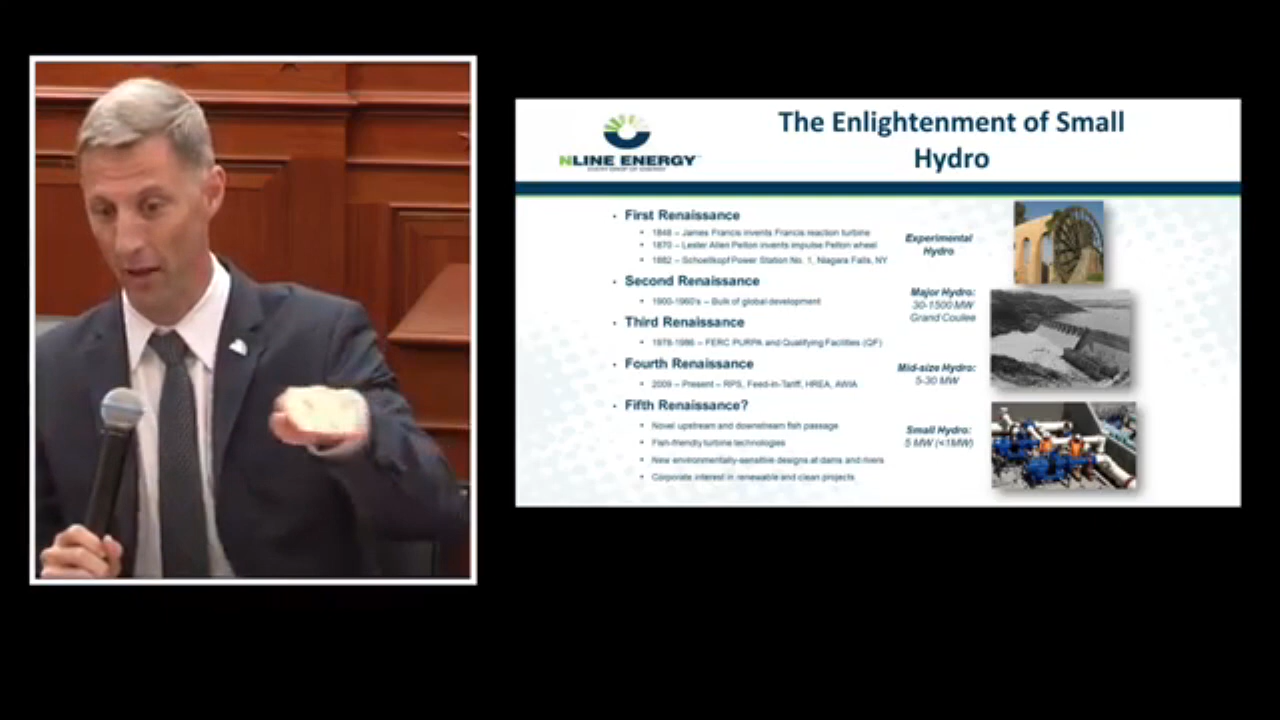 The Enlightenment of Small
Hydro
NLINE ENERGY
EVERY DROP OF ENERGY
First Renaissance
1848 – James Francis invents Francis reaction turbine
1870 – Lester Allen Pelton invents impulse Pelton wheel
1882 – Schoellkopf Power Station No. 1, Niagara Falls, NY
Experimental
Hydro
Second Renaissance
1900-1960's – Bulk of global development
Major Hydro:
30-1500 MW
Grand Coulee
Third Renaissance
1978-1986 – FERC PURPA and Qualifying Facilities (QF)
Fourth Renaissance
2009 – Present – RPS, Feed-in-Tariff, HREA, AWIA
Mid-size Hydro:
5-30 MW
Fifth Renaissance?
Novel upstream and downstream fish passage
Fish-friendly turbine technologies
New environmentally-sensitive designs at dams and rivers
Corporate interest in renewable and clean projects
Small Hydro:
5 MW (<1MW)